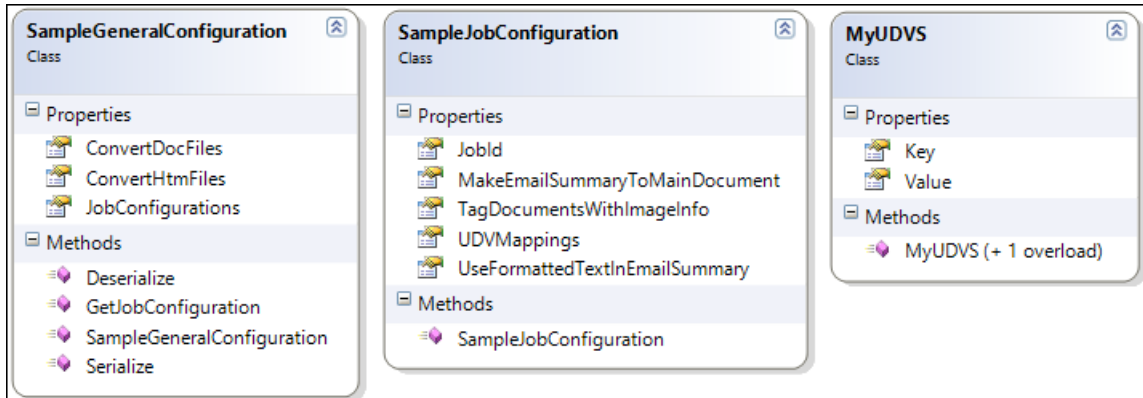 SampleGeneralConfiguration
Class
Properties
ConvertDocFiles
ConvertHtmFiles
JobConfigurations
Methods
Deserialize
GetJobConfiguration
SampleGeneralConfiguration
Serialize
SampleJobConfiguration
Class
Properties
JobId
MakeEmailSummaryToMainDocument
TagDocumentsWithImageInfo
UDVMappings
UseFormattedTextInEmailSummary
Methods
SampleJobConfiguration
MyUDVS
Class
Properties
Key
Value
Methods
MyUDVS (+ 1 overload)